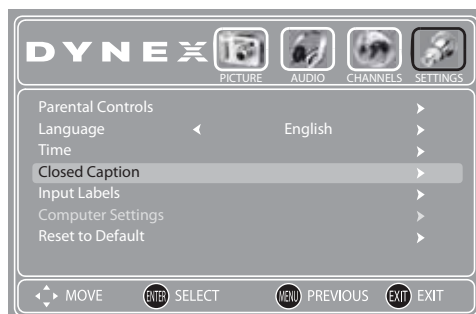 DYNEX
PICTURE AUDIO CHANNELS SETTINGS
Parental Controls
Language English
Time
Closed Caption
Input Labels
Computer Settings
Reset to Default
MOVE ENTER SELECT MENU PREVIOUS EXIT EXIT